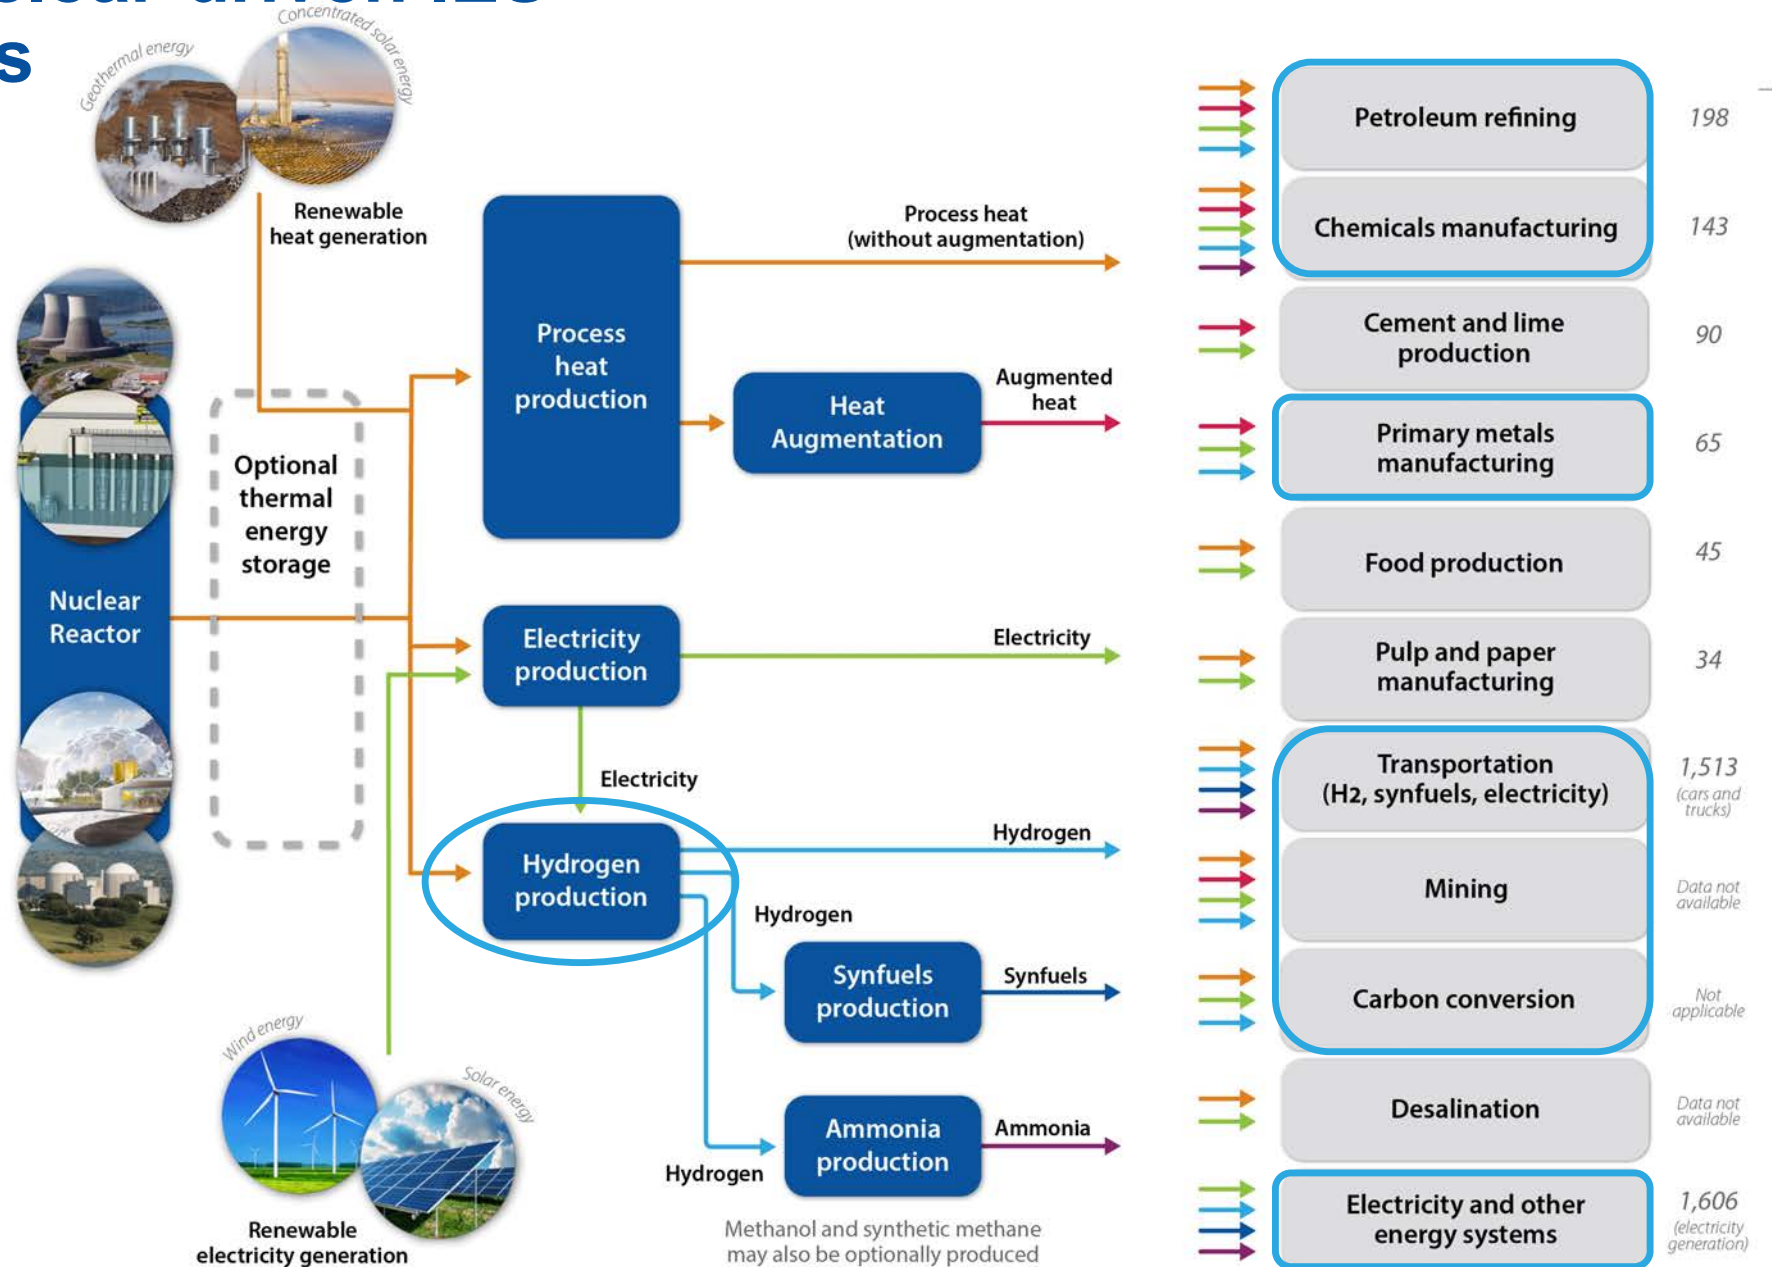 s
Geothermal energy
Concentrated solar energy
Renewable
heat generation
Nuclear
Reactor
Optional
thermal
energy
storage
Process
heat
production
Process heat
(without augmentation)
Heat
Augmentation
Augmented
heat
Electricity
production
Electricity
Electricity
Hydrogen
production
Hydrogen
Hydrogen
Synfuels
production
Synfuels
Hydrogen
Ammonia
production
Ammonia
Methanol and synthetic methane
may also be optionally produced
Wind energy
Solar energy
Renewable
electricity generation
Petroleum refining
198
Chemicals manufacturing
143
Cement and lime
production
90
Primary metals
manufacturing
65
Food production
45
Pulp and paper
manufacturing
34
Transportation
(H2, synfuels, electricity)
1,513
(cars and
trucks)
Mining
Data not
available
Carbon conversion
Not
applicable
Desalination
Data not
available
Electricity and other
energy systems
1,606
(electricity
generation)